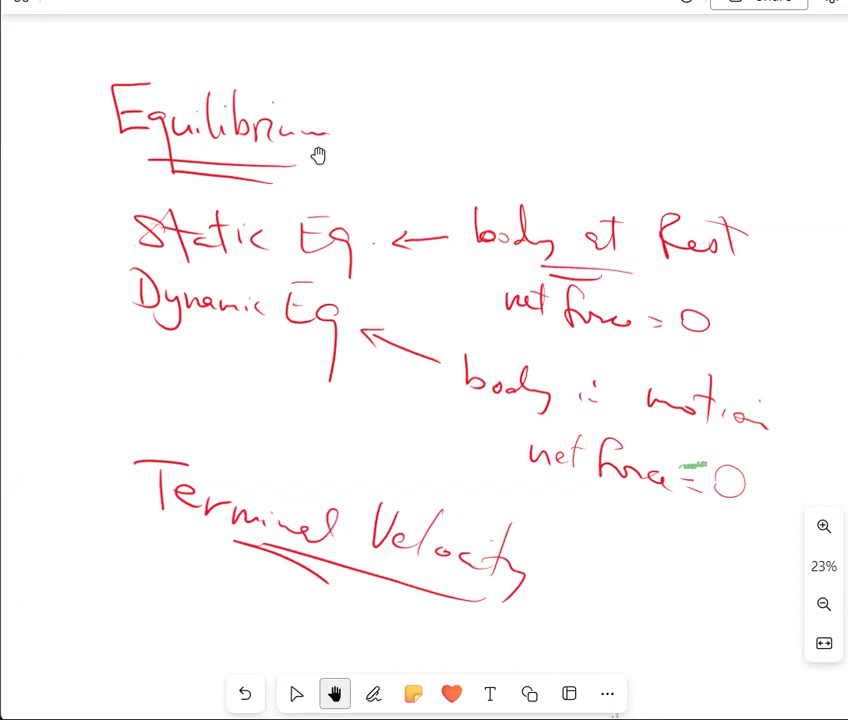 Equilibrium
Static Eq. ← body at Rest
net force = 0
Dynamic Eq ← body in motion
net force = 0
Terminal Velocity
23%
T